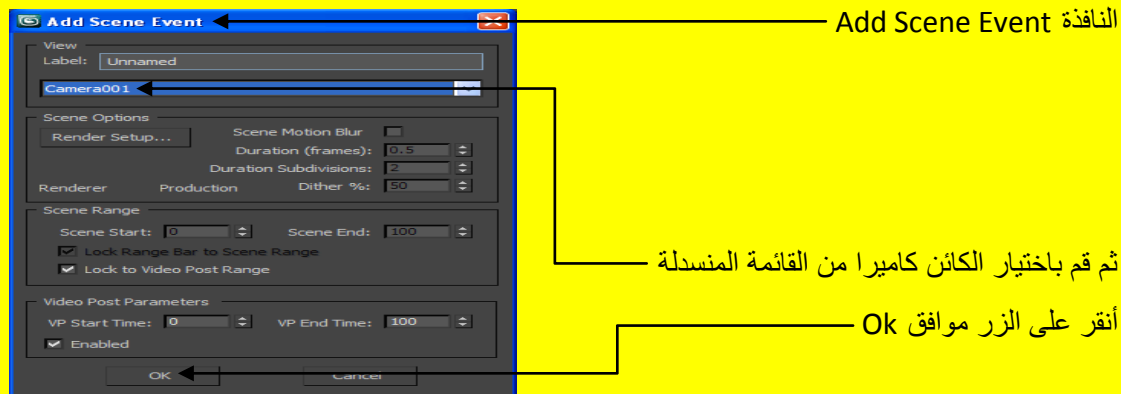 Add Scene Event
النافذة Add Scene Event
View
Label: Unnamed
Camera001
Scene Options
Render Setup...
Scene Motion Blur
Duration (frames): 0.5
Duration Subdivisions: 2
Renderer Production Dither %: 50
Scene Range
Scene Start: 0 Scene End: 100
Lock Range Bar to Scene Range
Lock to Video Post Range
ثم قم باختيار الكائن كاميرا من القائمة المنسدلة
Video Post Parameters
VP Start Time: 0 VP End Time: 100
Enabled
أنقر على الزر موافق Ok
OK Cancel